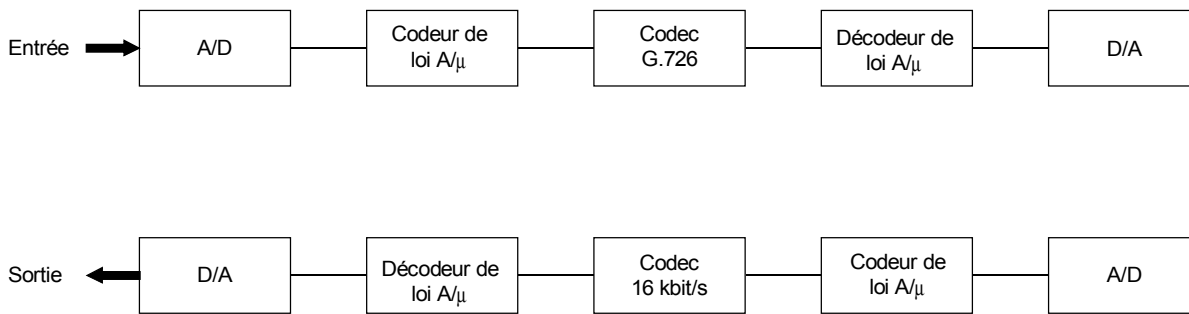 Entrée
A/D
Codeur de
loi A/μ
Codec
G.726
Décodeur de
loi A/μ
D/A
Sortie
D/A
Décodeur de
loi A/μ
Codec
16 kbit/s
Codeur de
loi A/μ
A/D